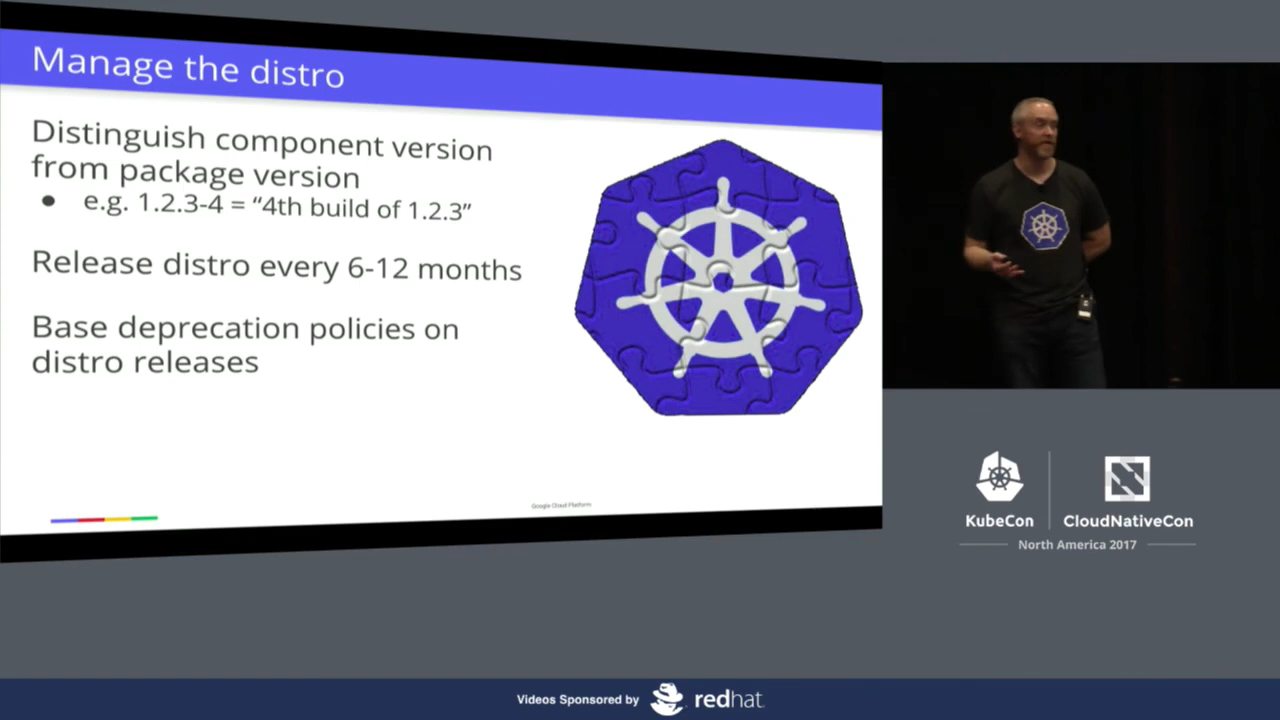 Manage the distro
Distinguish component version
from package version
● e.g. 1.2.3-4 = “4th build of 1.2.3”
Release distro every 6-12 months
Base deprecation policies on
distro releases
Google Cloud Platform
KubeCon
CloudNativeCon
North America 2017
Videos Sponsored by
redhat.